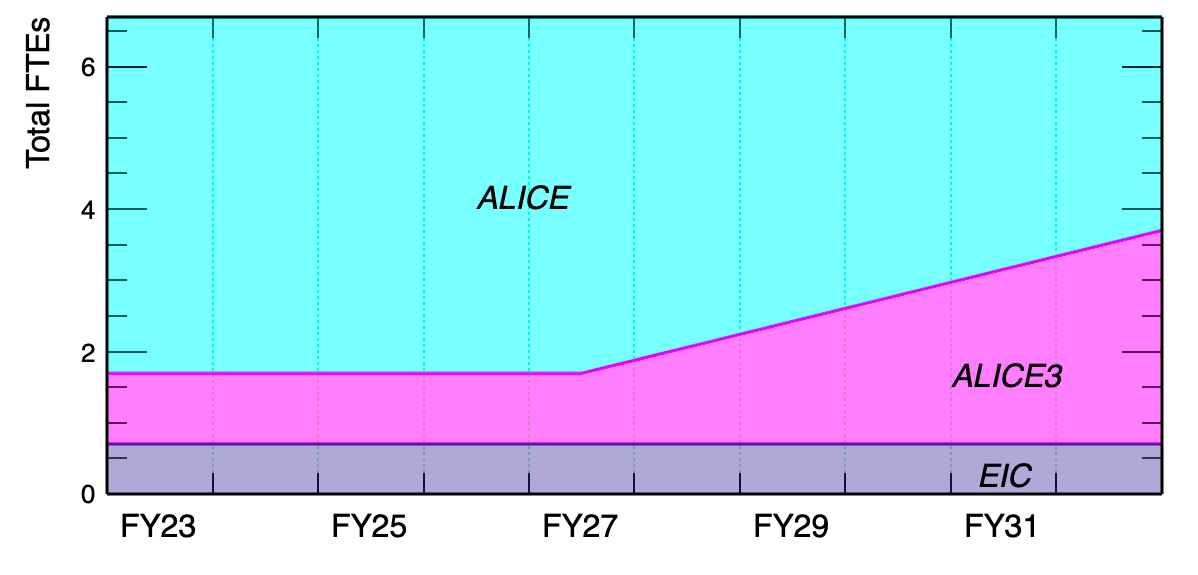 Total FTEs
6
4
2
0
ALICE
ALICE3
EIC
FY23 FY25 FY27 FY29 FY31